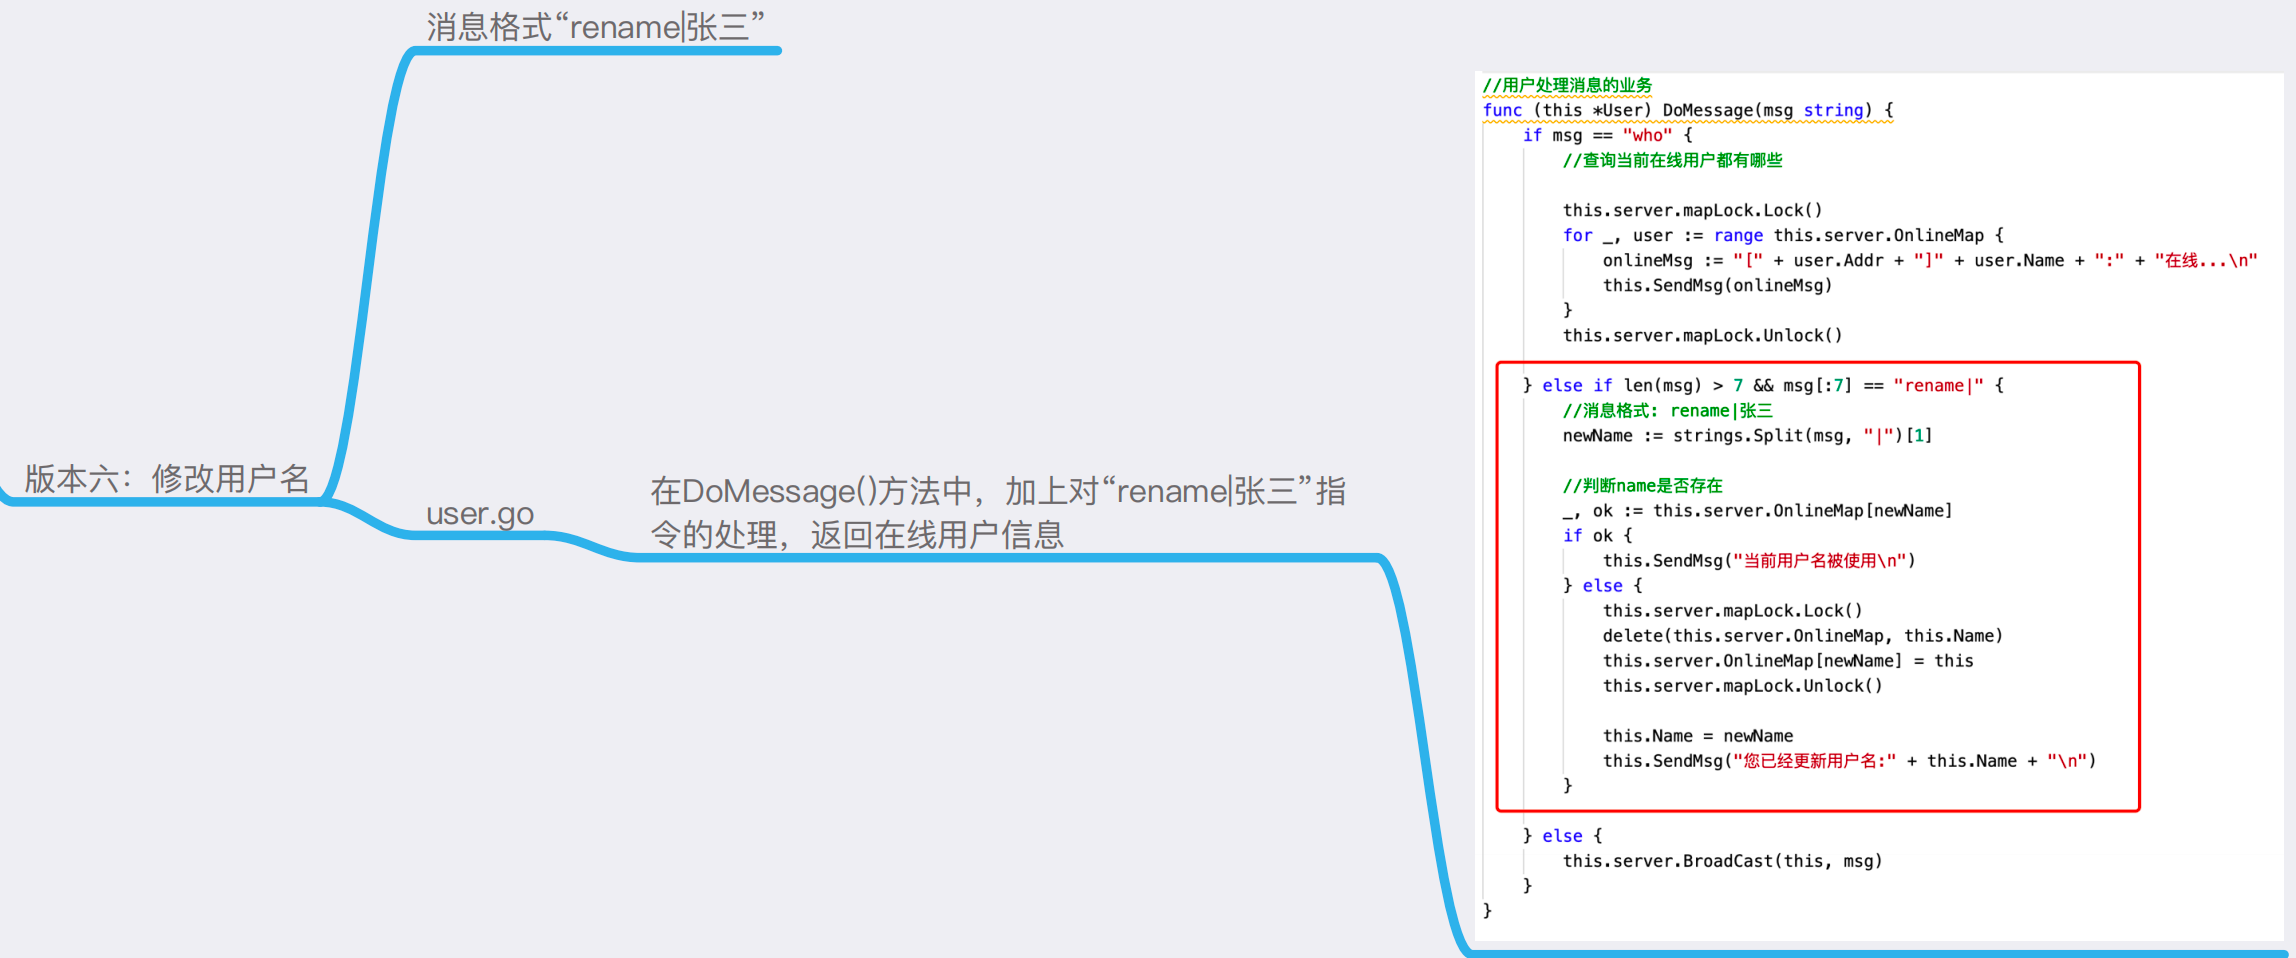 消息格式“rename|张三”
版本六：修改用户名
user.go
在DoMessage()方法中，加上对“rename|张三”指
令的处理，返回在线用户信息
//用户处理消息的业务
func (this *User) DoMessage(msg string) {
    if msg == "who" {
        //查询当前在线用户都有哪些
        this.server.mapLock.Lock()
        for _, user := range this.server.OnlineMap {
            onlineMsg := "[" + user.Addr + "]" + user.Name + ":" + "在线...\n"
            this.SendMsg(onlineMsg)
        }
        this.server.mapLock.Unlock()
    } else if len(msg) > 7 && msg[:7] == "rename|" {
        //消息格式: rename|张三
        newName := strings.Split(msg, "|")[1]
        //判断name是否存在
        _, ok := this.server.OnlineMap[newName]
        if ok {
            this.SendMsg("当前用户名被使用\n")
        } else {
            this.server.mapLock.Lock()
            delete(this.server.OnlineMap, this.Name)
            this.server.OnlineMap[newName] = this
            this.server.mapLock.Unlock()
            this.Name = newName
            this.SendMsg("您已经更新用户名:" + this.Name + "\n")
        }
    } else {
        this.server.BroadCast(this, msg)
    }
}